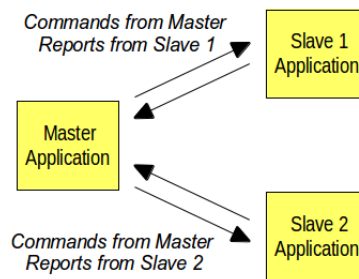 Commands from Master
Reports from Slave 1
Slave 1
Application
Master
Application
Commands from Master
Reports from Slave 2
Slave 2
Application